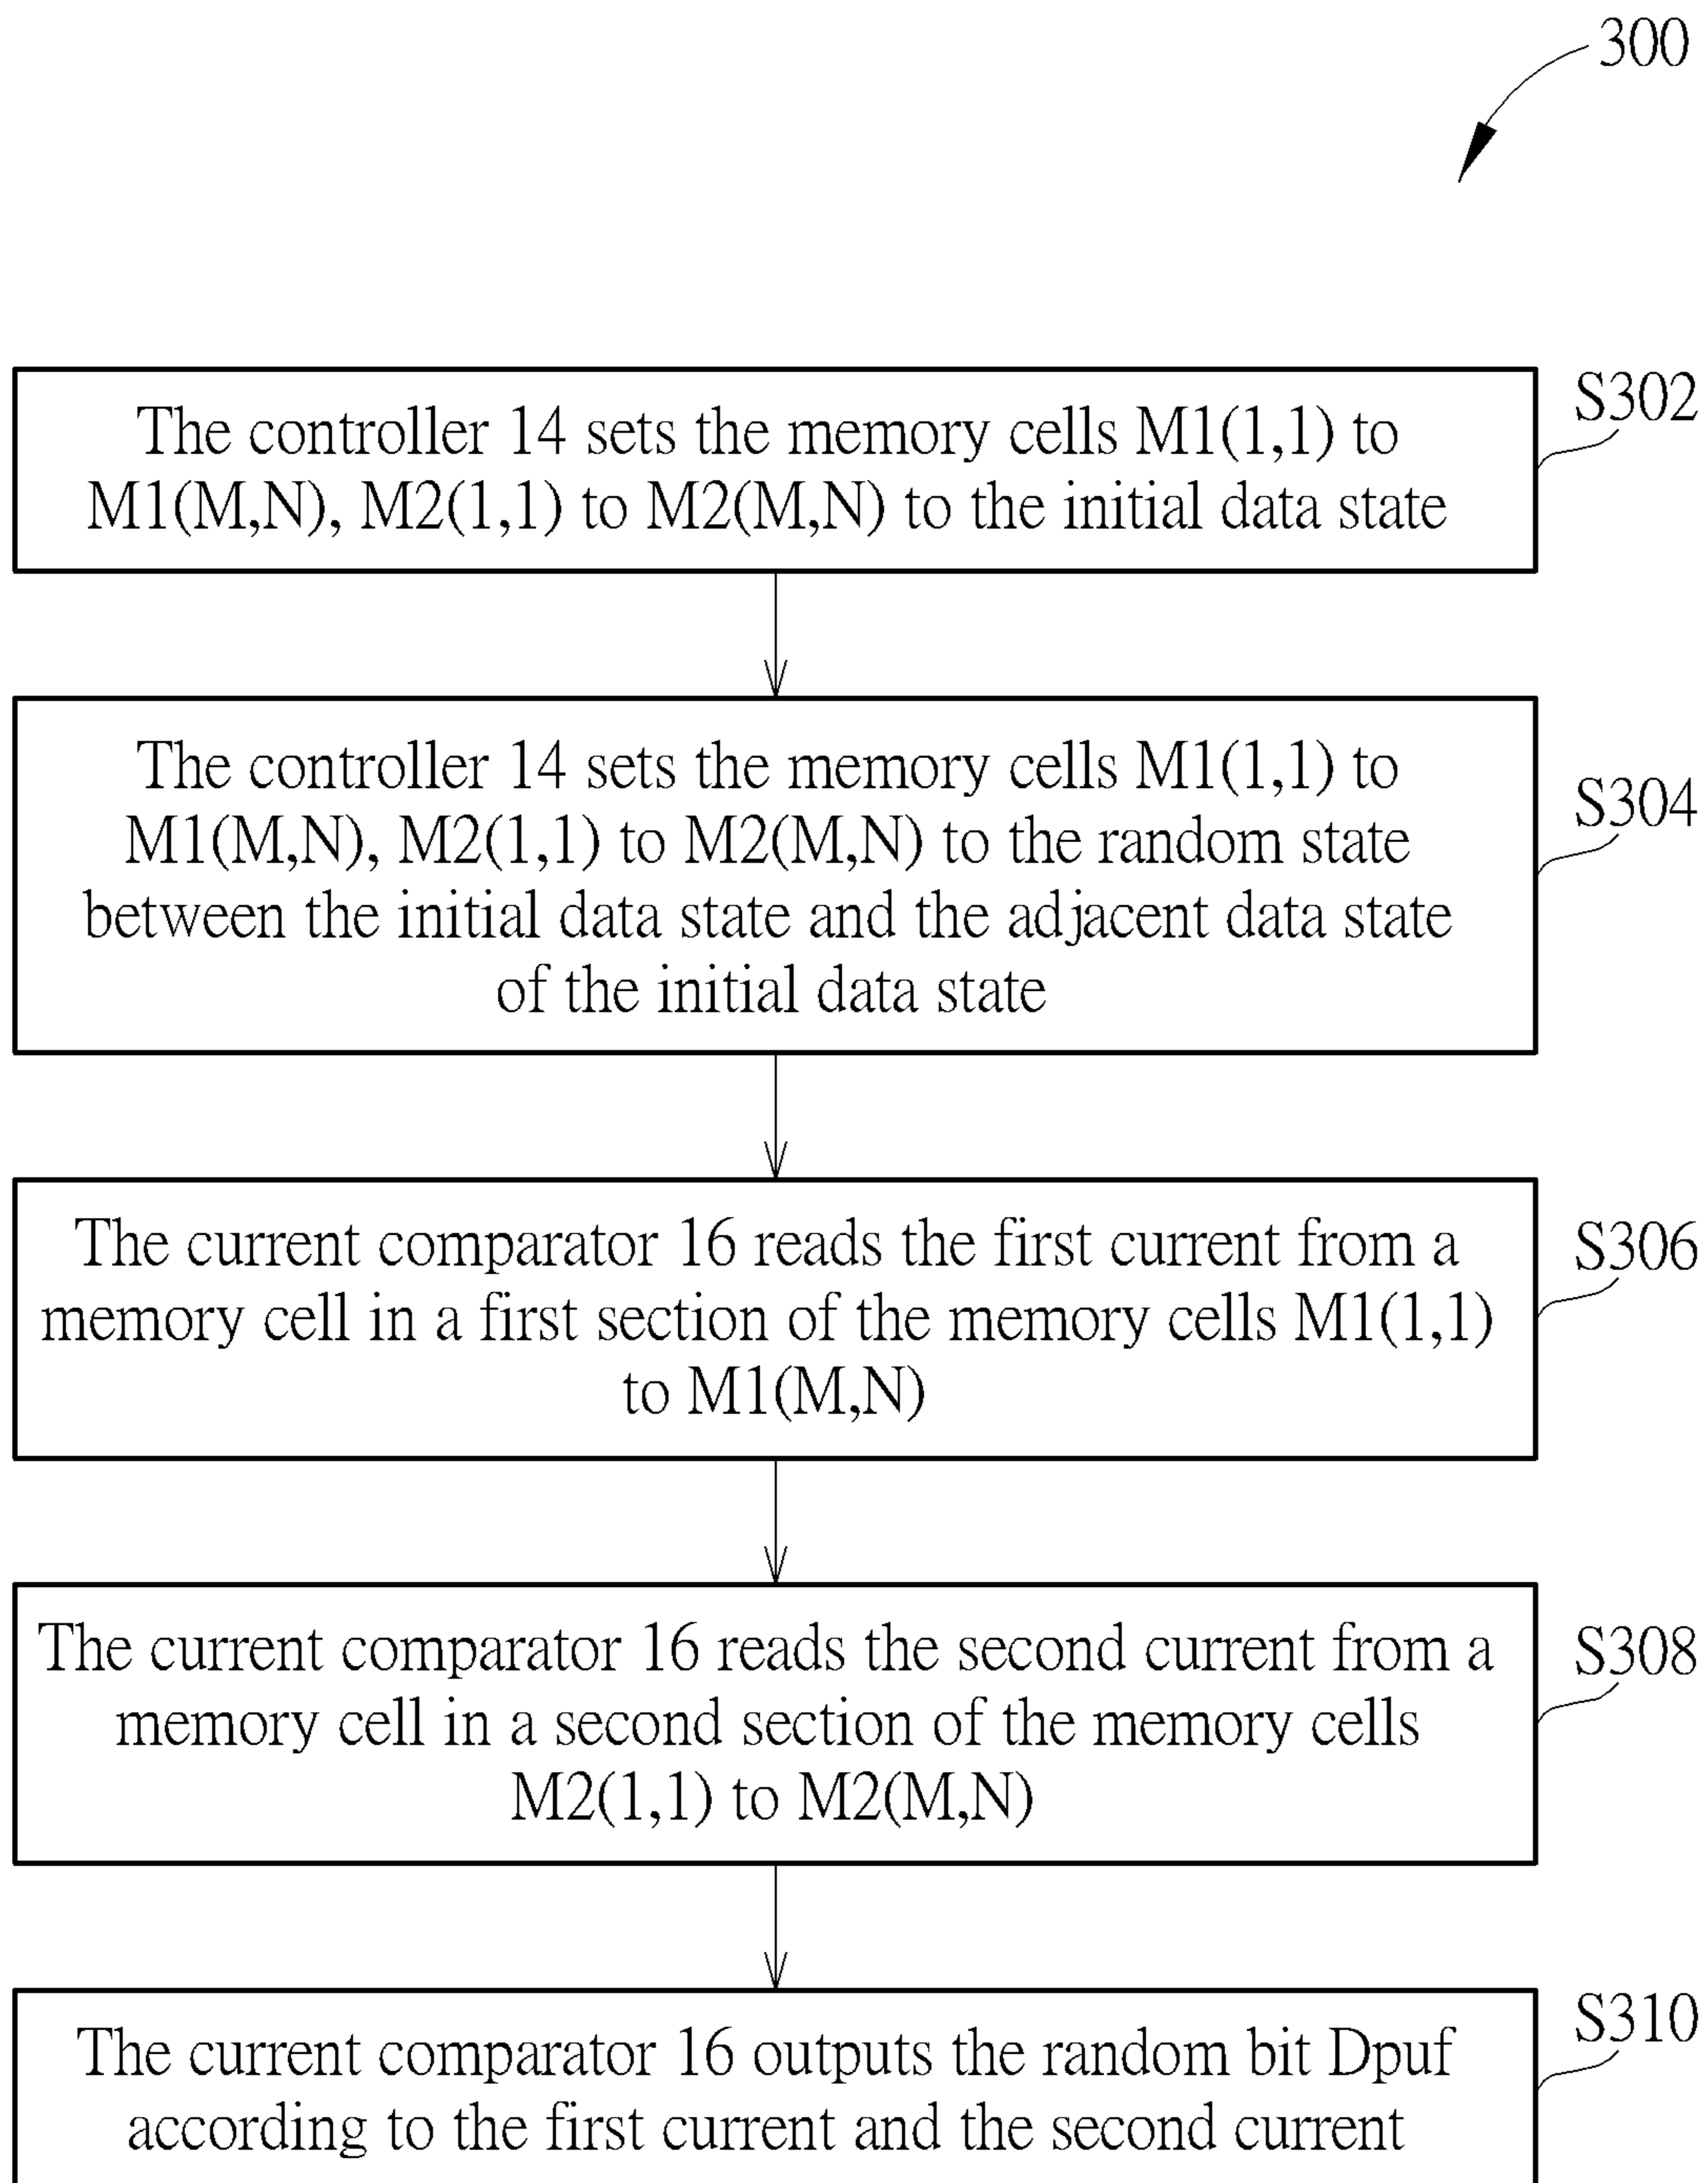 300
S302
The controller 14 sets the memory cells M1(1,1) to
M1(M,N), M2(1,1) to M2(M,N) to the initial data state
S304
The controller 14 sets the memory cells M1(1,1) to
M1(M,N), M2(1,1) to M2(M,N) to the random state
between the initial data state and the adjacent data state
of the initial data state
S306
The current comparator 16 reads the first current from a
memory cell in a first section of the memory cells M1(1,1)
to M1(M,N)
S308
The current comparator 16 reads the second current from a
memory cell in a second section of the memory cells
M2(1,1) to M2(M,N)
S310
The current comparator 16 outputs the random bit Dpuf
according to the first current and the second current